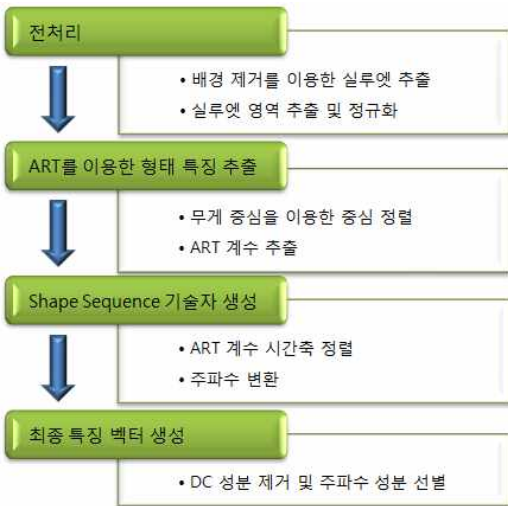 전처리
• 배경 제거를 이용한 실루엣 추출
• 실루엣 영역 추출 및 정규화
ART를 이용한 형태 특징 추출
• 무게 중심을 이용한 중심 정렬
• ART 계수 추출
Shape Sequence 기술자 생성
• ART 계수 시간축 정렬
• 주파수 변환
최종 특징 벡터 생성
• DC 성분 제거 및 주파수 성분 선별